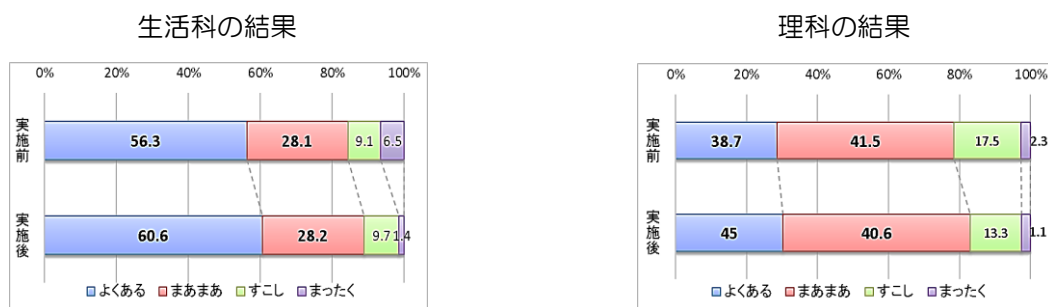 生活科の結果
0% 20% 40% 60% 80% 100%
実施前 56.3 28.1 9.1 6.5
実施後 60.6 28.2 9.7 1.4
よくある まあまあ すこし まったく
理科の結果
0% 20% 40% 60% 80% 100%
実施前 38.7 41.5 17.5 2.3
実施後 45 40.6 13.3 1.1
よくある まあまあ すこし まったく